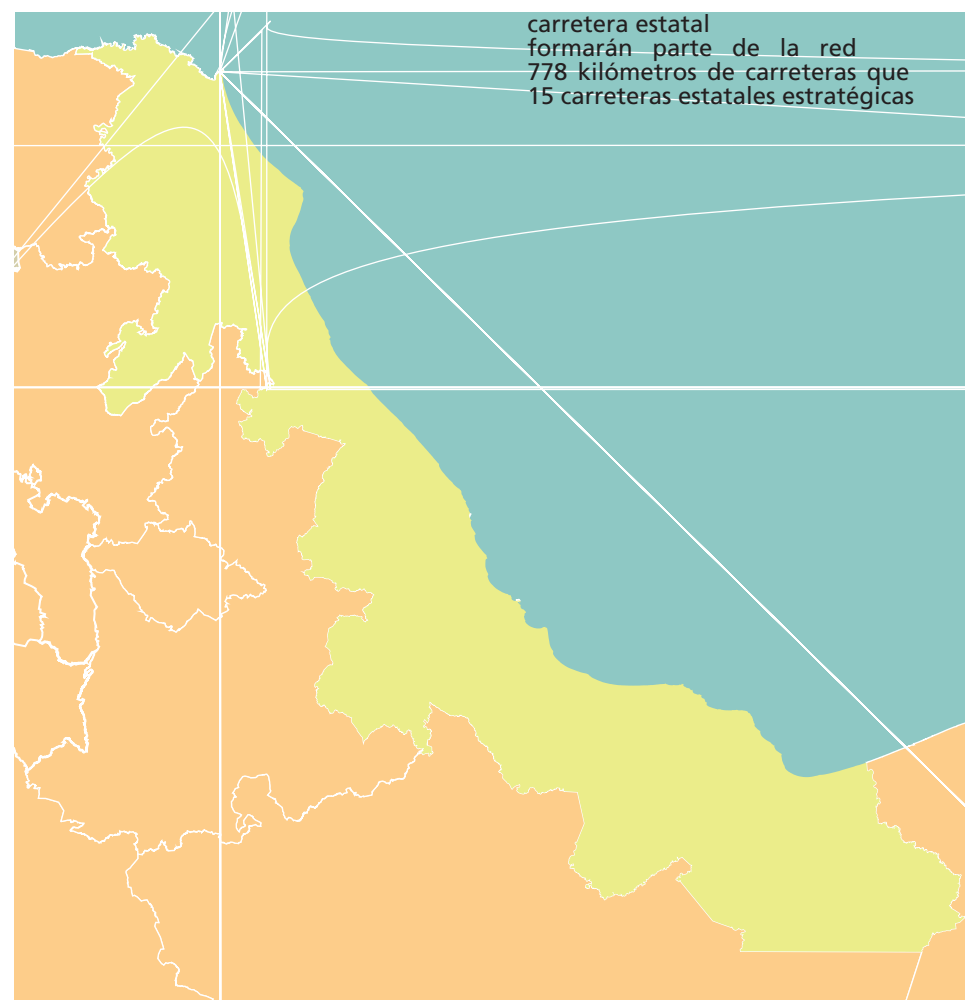 carretera estatal
formarán parte de la red
778 kilómetros de carreteras que
15 carreteras estatales estratégicas